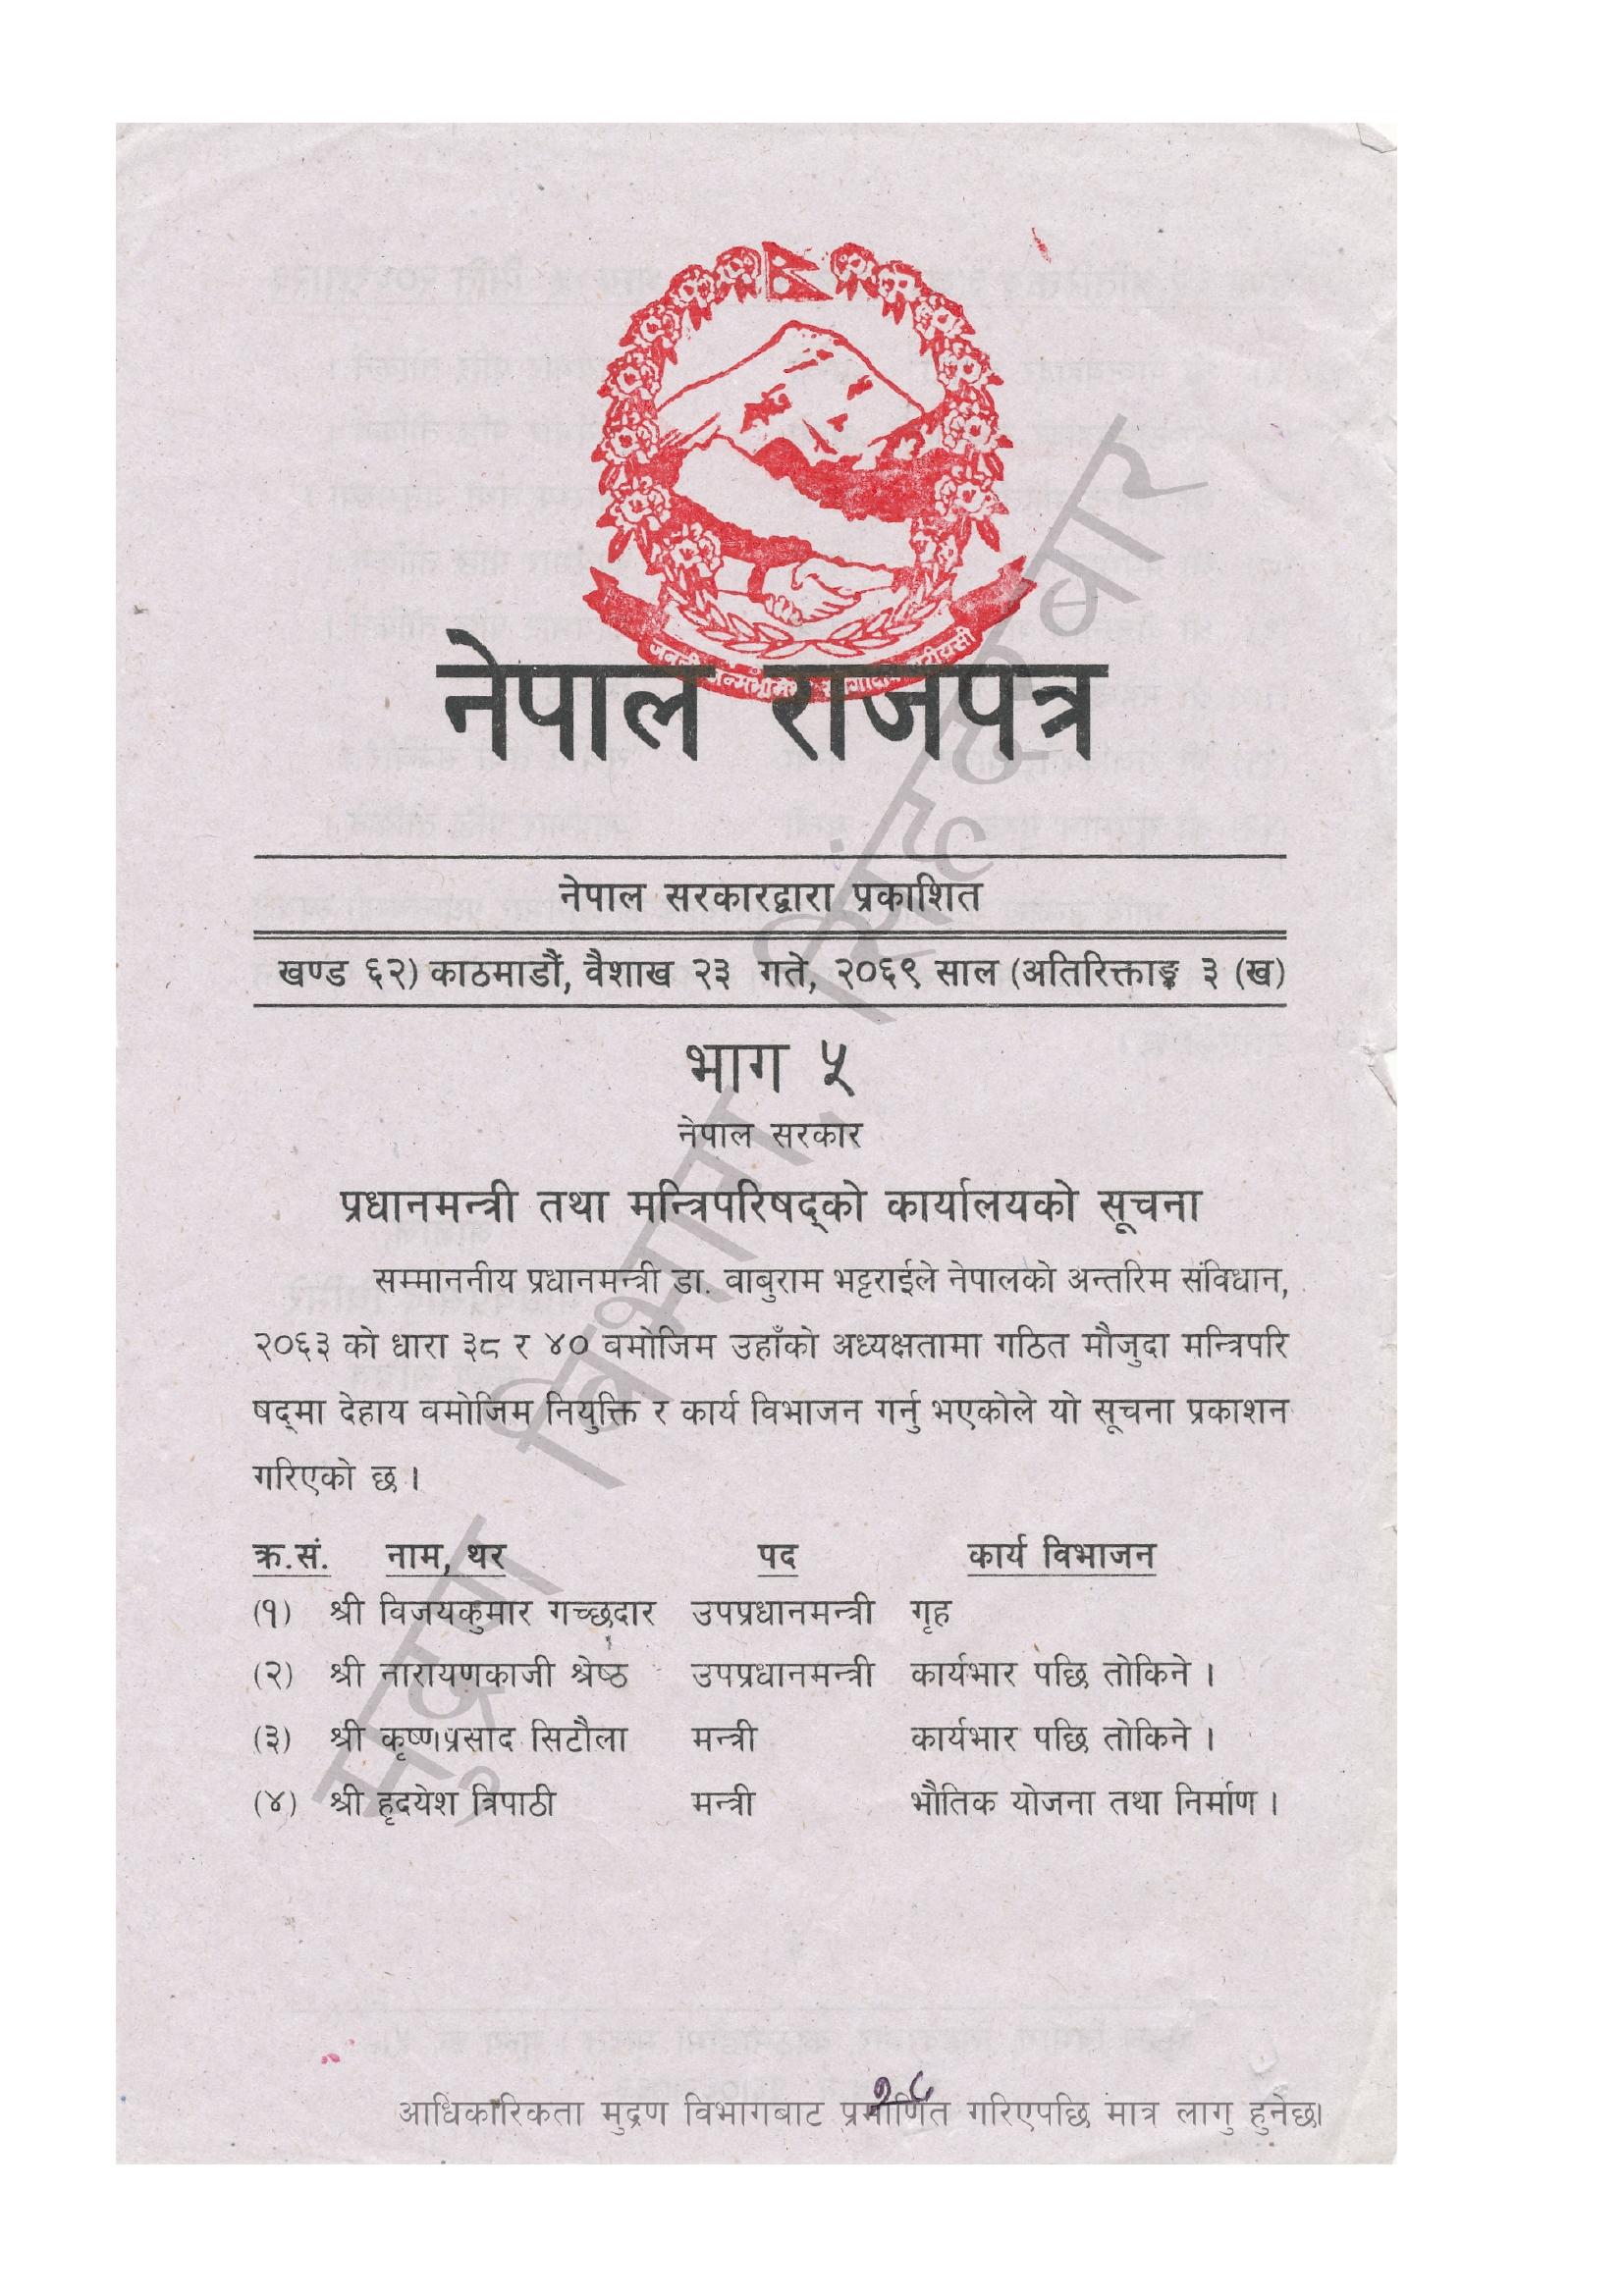 नेपाल राजपत्र
नेपाल सरकारद्वारा प्रकाशित
खण्ड ६२) काठमाडौं, वैशाख २३ गते, २०६९ साल (अतिरिक्ताङ्क ३ (ख)
भाग ५
नेपाल सरकार
प्रधानमन्त्री तथा मन्त्रिपरिषद्को कार्यालयको सूचना
सम्माननीय प्रधानमन्त्री डा. वाबुराम भट्टराईले नेपालको अन्तरिम संविधान,
२०६३ को धारा ३८ र ४० बमोजिम उहाँको अध्यक्षतामा गठित मौजुदा मन्त्रिपरि
षद्मा देहाय वमोजिम नियुक्ति र कार्य विभाजन गर्नु भएकोले यो सूचना प्रकाशन
गरिएको छ ।
क्र.सं. नाम, थर पद कार्य विभाजन
(१) श्री विजयकुमार गच्छदार उपप्रधानमन्त्री गृह
(२) श्री नारायणकाजी श्रेष्ठ उपप्रधानमन्त्री कार्यभार पछि तोकिने ।
(३) श्री कृष्णप्रसाद सिटौला मन्त्री कार्यभार पछि तोकिने ।
(४) श्री हृदयेश त्रिपाठी मन्त्री भौतिक योजना तथा निर्माण ।
मुद्रण विभाग, सिंहदरवार
आधिकारिकता मुद्रण विभागबाट प्रमाणित गरिएपछि मात्र लागु हुनेछ।